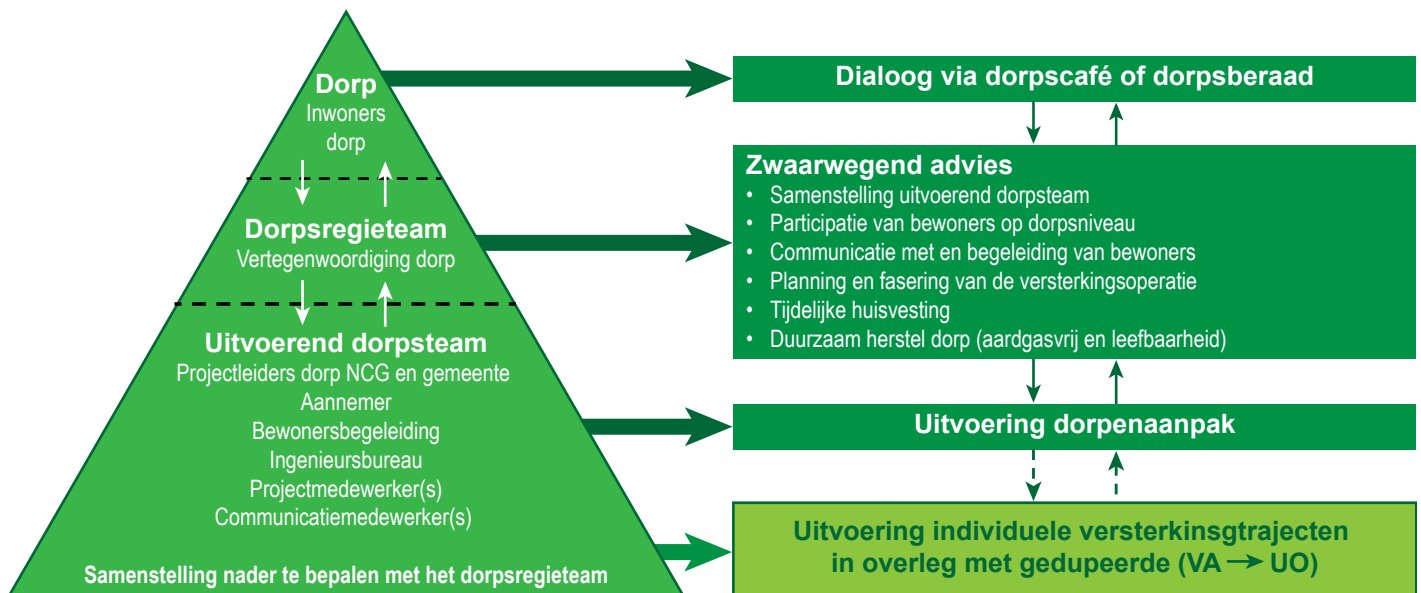 Dorp
Inwoners
dorp
Dorpsregieteam
Vertegenwoordiging dorp
Uitvoerend dorpsteam
Projectleiders dorp NCG en gemeente
Aannemer
Bewonersbegeleiding
Ingenieursbureau
Projectmedewerker(s)
Communicatiemedewerker(s)
Samenstelling nader te bepalen met het dorpsregieteam
Dialoog via dorpscafé of dorpsberaad
Zwaarwegend advies
• Samenstelling uitvoerend dorpsteam
• Participatie van bewoners op dorpsniveau
• Communicatie met en begeleiding van bewoners
• Planning en fasering van de versterkingsoperatie
• Tijdelijke huisvesting
• Duurzaam herstel dorp (aardgasvrij en leefbaarheid)
Uitvoering dorpenaanpak
Uitvoering individuele versterkinsgtrajecten
in overleg met gedupeerde (VA → UO)